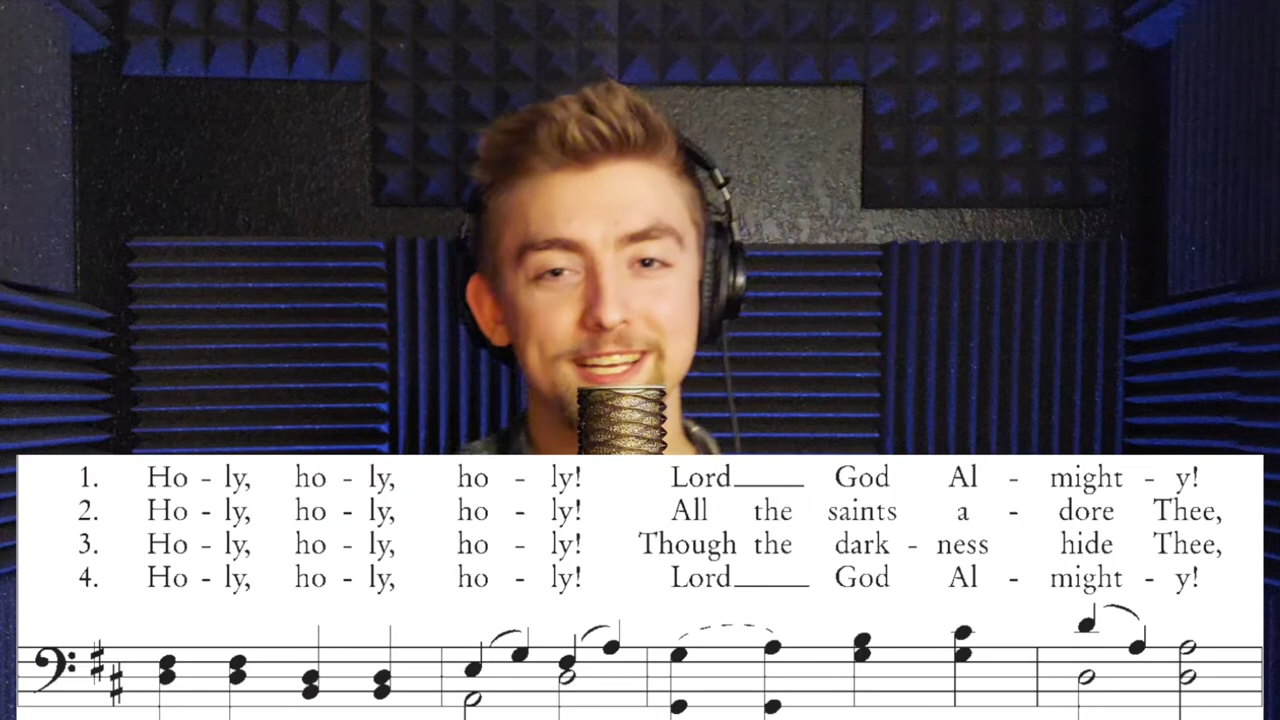 1. Ho - ly, ho - ly, ho - ly! Lord____ God Al - might - y!
2. Ho - ly, ho - ly, ho - ly! All the saints a - dore Thee,
3. Ho - ly, ho - ly, ho - ly! Though the dark - ness hide Thee,
4. Ho - ly, ho - ly, ho - ly! Lord____ God Al - might - y!